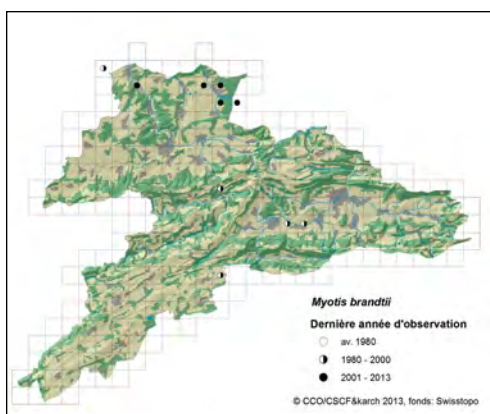 Myotis brandtii
Dernière année d'observation
av. 1980
1980 - 2000
2001 - 2013
© CCO/CSCF&karch 2013, fonds: Swisstopo